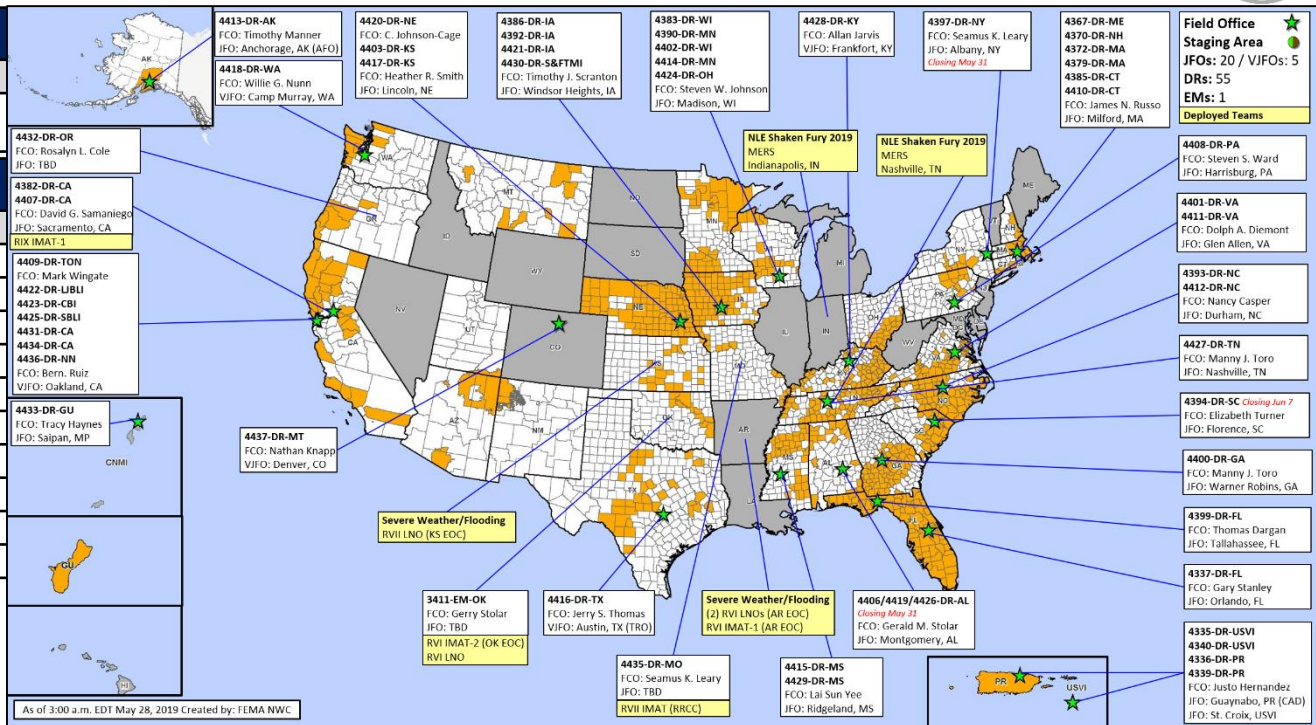 4413-DR-AK
FCO: Timothy Manner
JFO: Anchorage, AK (AFO)
4418-DR-WA
FCO: Willie G. Nunn
VJFO: Camp Murray, WA
4420-DR-NE
FCO: C. Johnson-Cage
4403-DR-KS
4417-DR-KS
FCO: Heather R. Smith
JFO: Lincoln, NE
4386-DR-IA
4392-DR-IA
4421-DR-IA
4430-DR-S&FTMI
FCO: Timothy J. Scranton
JFO: Windsor Heights, IA
4383-DR-WI
4390-DR-MN
4402-DR-WI
4414-DR-MN
4424-DR-OH
FCO: Steven W. Johnson
JFO: Madison, WI
4428-DR-KY
FCO: Allan Jarvis
VJFO: Frankfort, KY
4397-DR-NY
FCO: Seamus K. Leary
JFO: Albany, NY
Closing May 31
4367-DR-ME
4370-DR-NH
4372-DR-MA
4379-DR-MA
4385-DR-CT
4410-DR-CT
FCO: James N. Russo
JFO: Milford, MA
Field Office
Staging Area
JFOs: 20 / VJFOs: 5
DRs: 55
EMs: 1
Deployed Teams
4432-DR-OR
FCO: Rosalyn L. Cole
JFO: TBD
4382-DR-CA
4407-DR-CA
FCO: David G. Samaniego
JFO: Sacramento, CA
RIX IMAT-1
4409-DR-TON
FCO: Mark Wingate
4422-DR-LJBLI
4423-DR-CBI
4425-DR-SBLI
4431-DR-CA
4434-DR-CA
4436-DR-NN
FCO: Bern. Ruiz
VJFO: Oakland, CA
4433-DR-GU
FCO: Tracy Haynes
JFO: Saipan, MP
NLE Shaken Fury 2019
MERS
Indianapolis, IN
NLE Shaken Fury 2019
MERS
Nashville, TN
4408-DR-PA
FCO: Steven S. Ward
JFO: Harrisburg, PA
4401-DR-VA
4411-DR-VA
FCO: Dolph A. Diemont
JFO: Glen Allen, VA
4393-DR-NC
4412-DR-NC
FCO: Nancy Casper
JFO: Durham, NC
4427-DR-TN
FCO: Manny J. Toro
JFO: Nashville, TN
4394-DR-SC Closing Jun 7
FCO: Elizabeth Turner
JFO: Florence, SC
4400-DR-GA
FCO: Manny J. Toro
JFO: Warner Robins, GA
4399-DR-FL
FCO: Thomas Dargan
JFO: Tallahassee, FL
4337-DR-FL
FCO: Gary Stanley
JFO: Orlando, FL
4335-DR-USVI
4340-DR-USVI
4336-DR-PR
4339-DR-PR
FCO: Justo Hernandez
JFO: Guaynabo, PR (CAD)
JFO: St. Croix, USVI
4437-DR-MT
FCO: Nathan Knapp
VJFO: Denver, CO
Severe Weather/Flooding
RVII LNO (KS EOC)
3411-EM-OK
FCO: Gerry Stolar
JFO: TBD
RVI IMAT-2 (OK EOC)
RVI LNO
4416-DR-TX
FCO: Jerry S. Thomas
VJFO: Austin, TX (TRO)
4435-DR-MO
FCO: Seamus K. Leary
JFO: TBD
RVII IMAT (RRCC)
Severe Weather/Flooding
(2) RVI LNOs (AR EOC)
RVI IMAT-1 (AR EOC)
4415-DR-MS
4429-DR-MS
FCO: Lai Sun Yee
JFO: Ridgeland, MS
4406/4419/4426-DR-AL
Closing May 31
FCO: Gerald M. Stolar
JFO: Montgomery, AL
AK
WA
OR
CA
NV
ID
MT
WY
UT
AZ
CO
NM
ND
SD
NE
KS
OK
TX
MN
IA
MO
AR
LA
WI
IL
MI
IN
OH
KY
TN
MS
AL
GA
FL
SC
NC
VA
WV
MD
PA
NJ
NY
VT
NH
MA
CT
ME
CNMI
GU
HI
PR
USVI
As of 3:00 a.m. EDT May 28, 2019 Created by: FEMA NWC